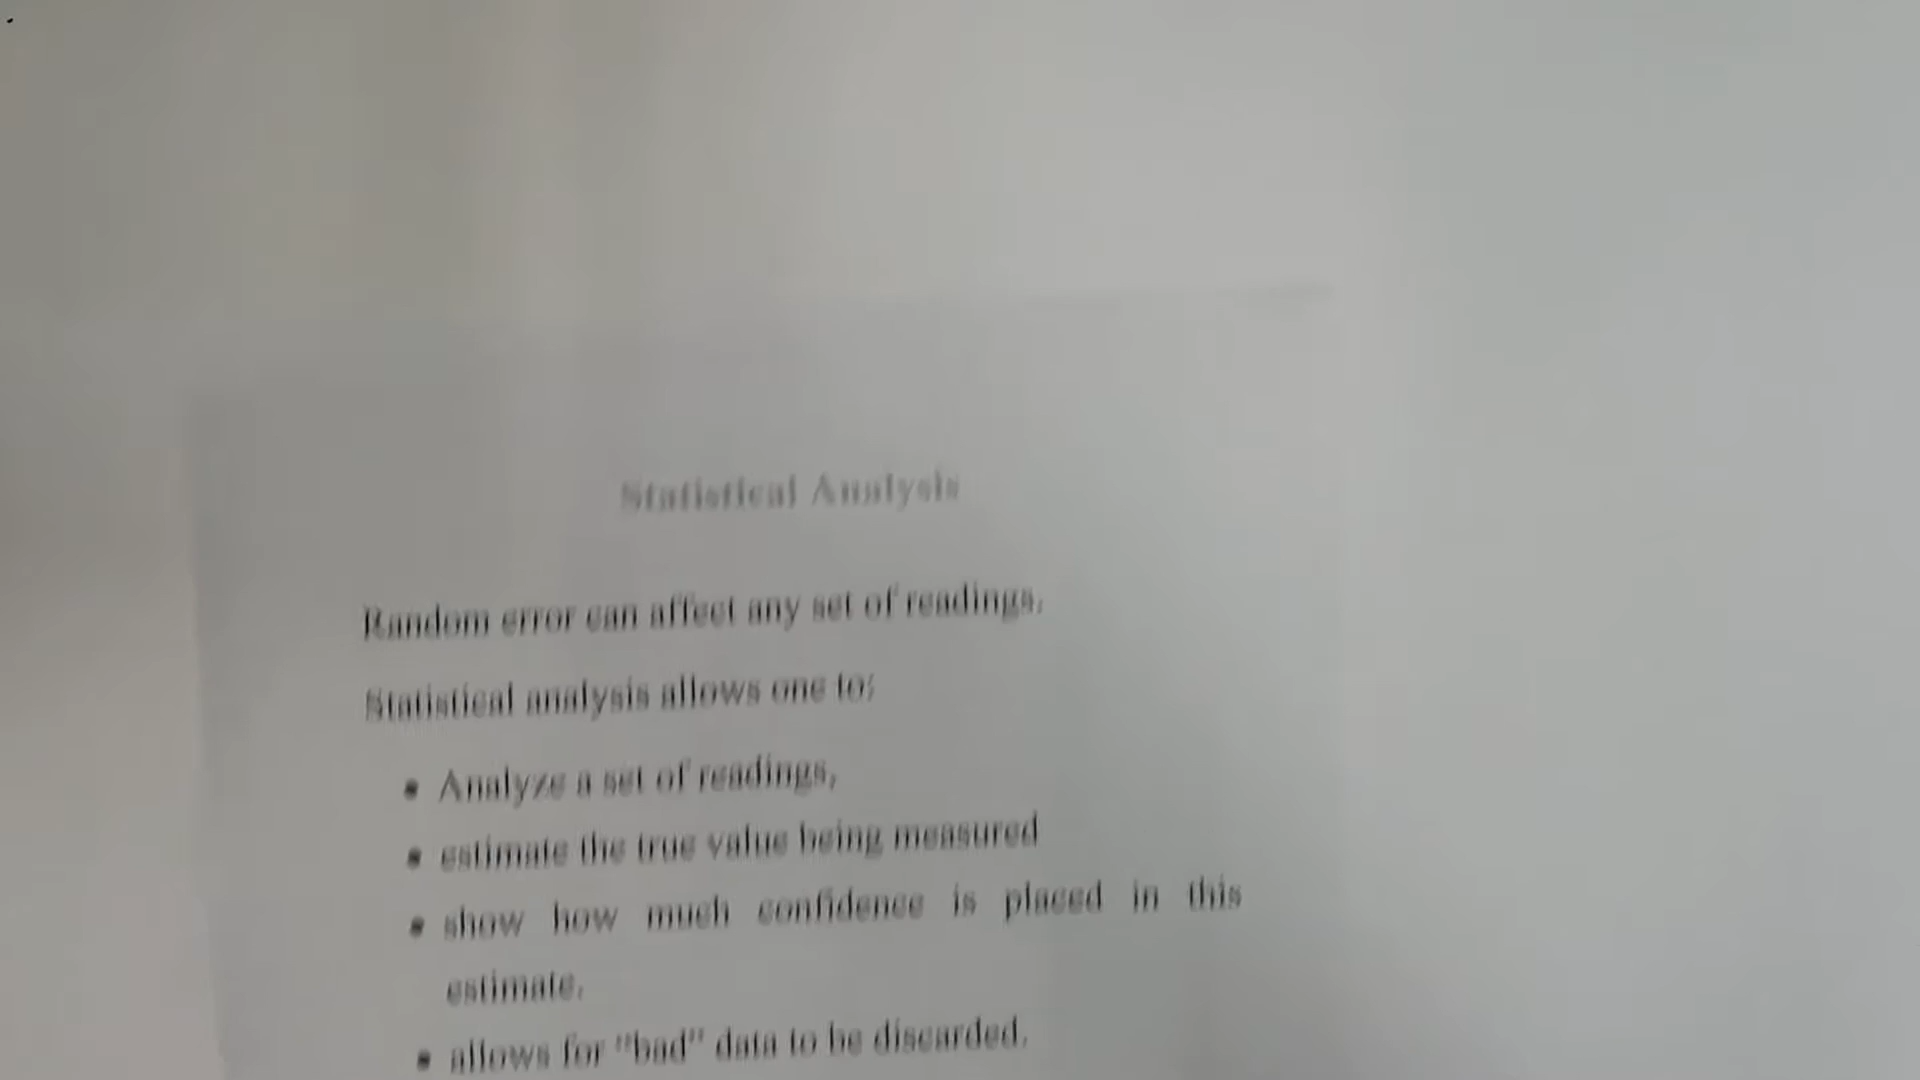 Statistical Analysis
Random error can affect any set of readings.
Statistical analysis allows one to:
• Analyze a set of readings,
• estimate the true value being measured
• show how much confidence is placed in this
estimate.
• allows for "bad" data to be discarded.